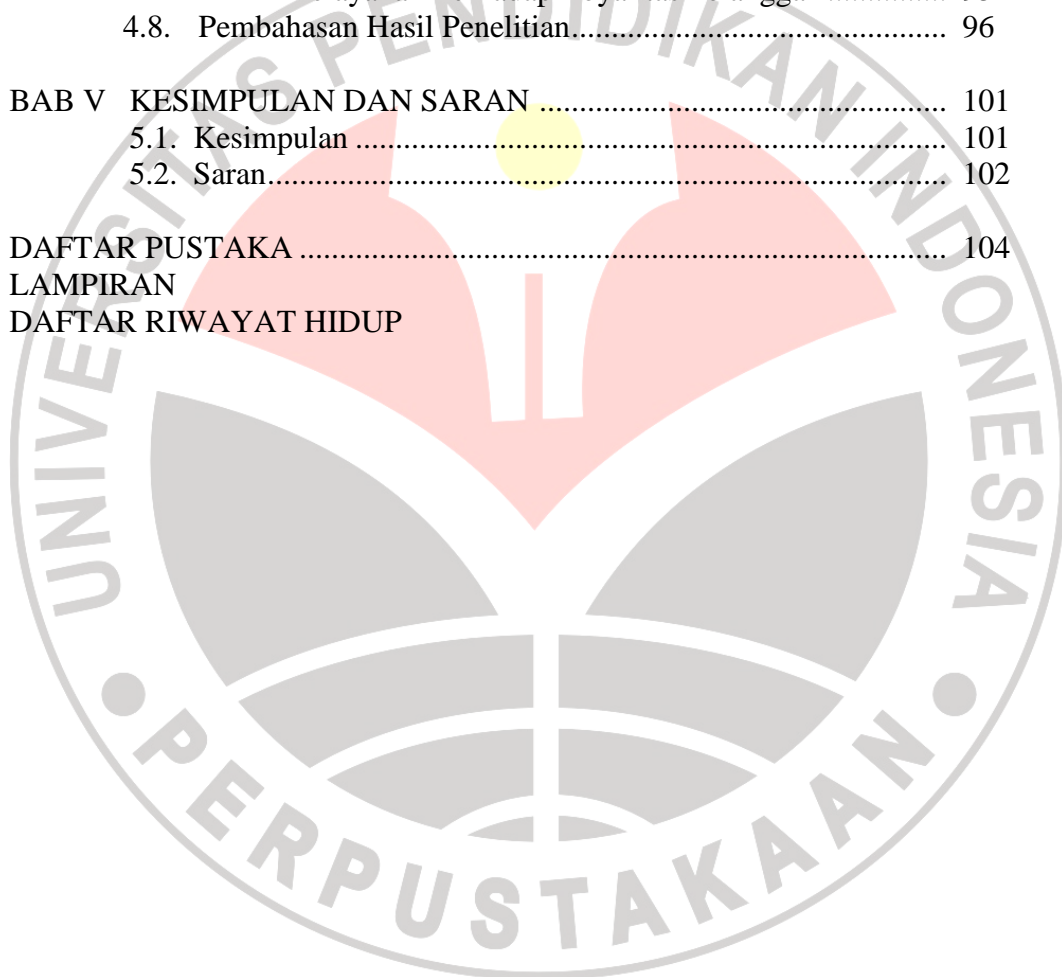 4.8. Pembahasan Hasil Penelitian............................................... 96
BAB V KESIMPULAN DAN SARAN ................................................... 101
5.1. Kesimpulan .......................................................................... 101
5.2. Saran..................................................................................... 102
DAFTAR PUSTAKA ................................................................................. 104
LAMPIRAN
DAFTAR RIWAYAT HIDUP
UNIVERSITAS PENDIDIKAN INDONESIA
PERPUSTAKAAN